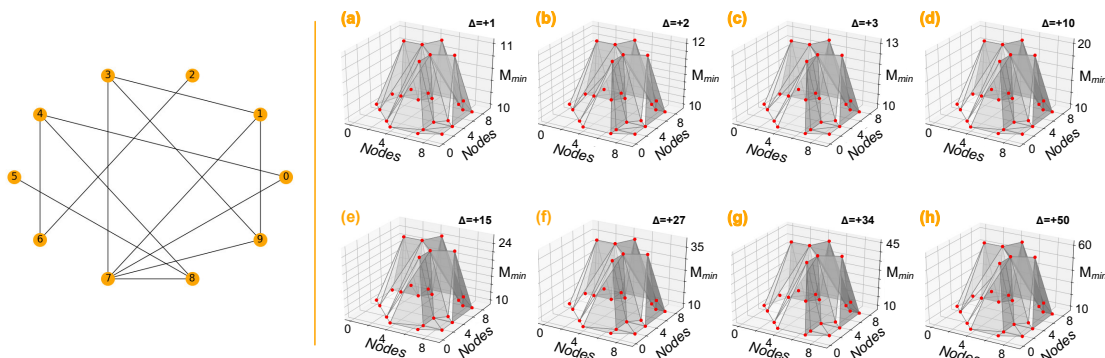 3
2
4
1
5
0
6
9
7
8
(a)
Δ=+1
11
M_min
10
0
4
8
Nodes
0
4
8
Nodes
(b)
Δ=+2
12
M_min
10
0
4
8
Nodes
0
4
8
Nodes
(c)
Δ=+3
13
M_min
10
0
4
8
Nodes
0
4
8
Nodes
(d)
Δ=+10
20
M_min
10
0
4
8
Nodes
0
4
8
Nodes
(e)
Δ=+15
24
M_min
10
0
4
8
Nodes
0
4
8
Nodes
(f)
Δ=+27
35
M_min
10
0
4
8
Nodes
0
4
8
Nodes
(g)
Δ=+34
45
M_min
10
0
4
8
Nodes
0
4
8
Nodes
(h)
Δ=+50
60
M_min
10
0
4
8
Nodes
0
4
8
Nodes